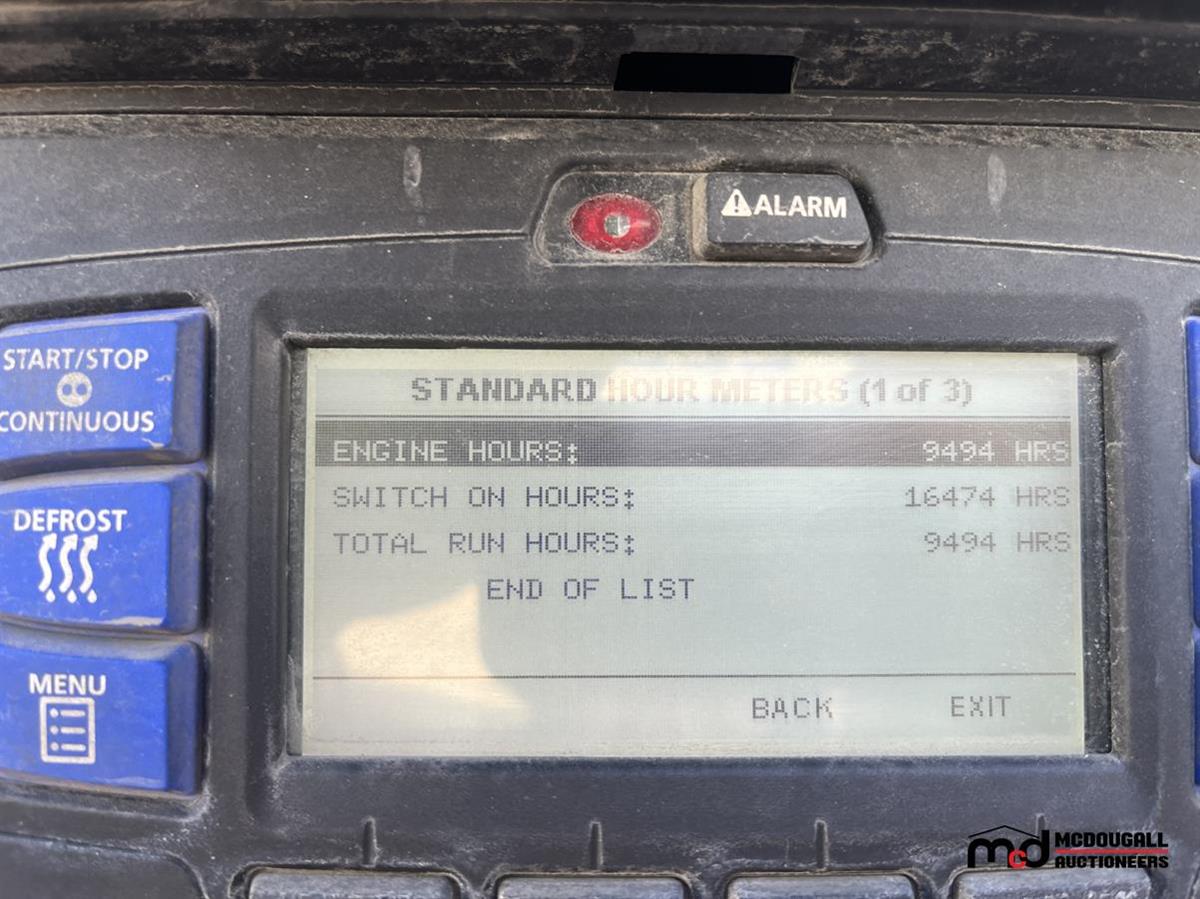 ALARM
START/STOP
CONTINUOUS
DEFROST
MENU
STANDARD HOUR METERS (1 of 3)
ENGINE HOURS: 9494 HRS
SWITCH ON HOURS: 16474 HRS
TOTAL RUN HOURS: 9494 HRS
END OF LIST
BACK EXIT
mcd MCDOUGALL
AUCTIONEERS